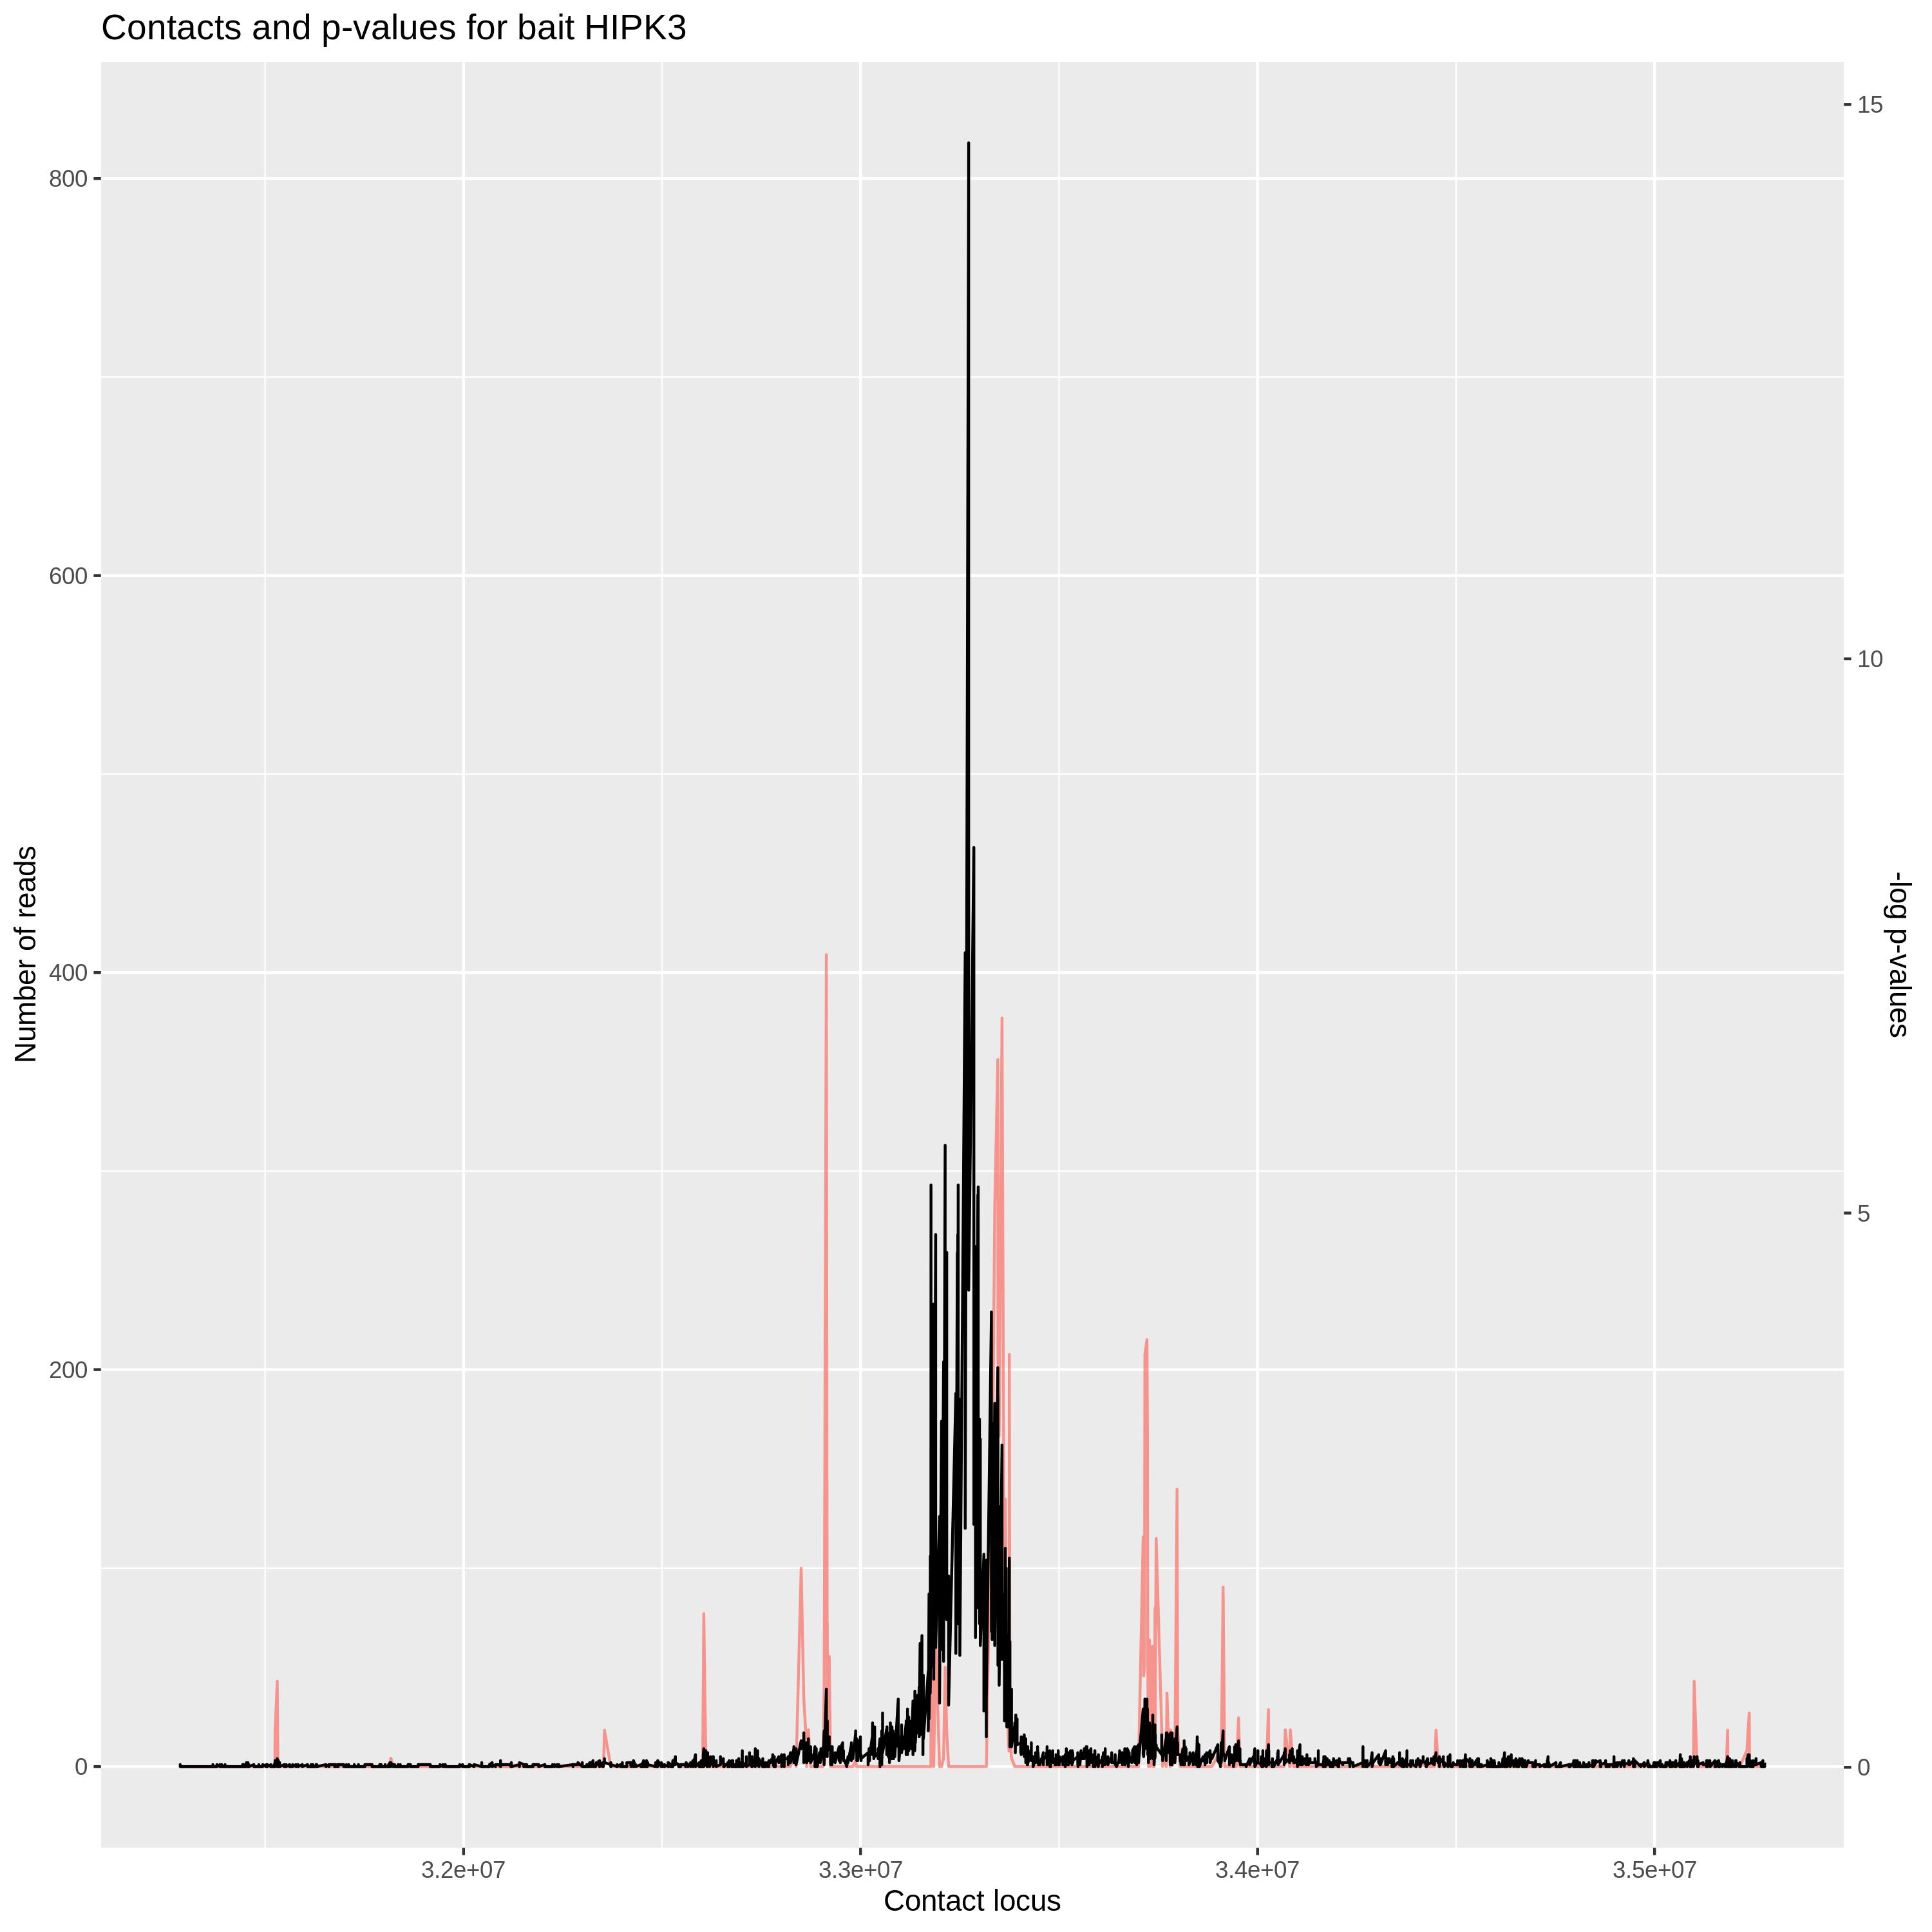 Contacts and p-values for bait HIPK3
800
600
400
200
0
Number of reads
15
10
5
0
-log p-values
3.2e+07
3.3e+07
3.4e+07
3.5e+07
Contact locus